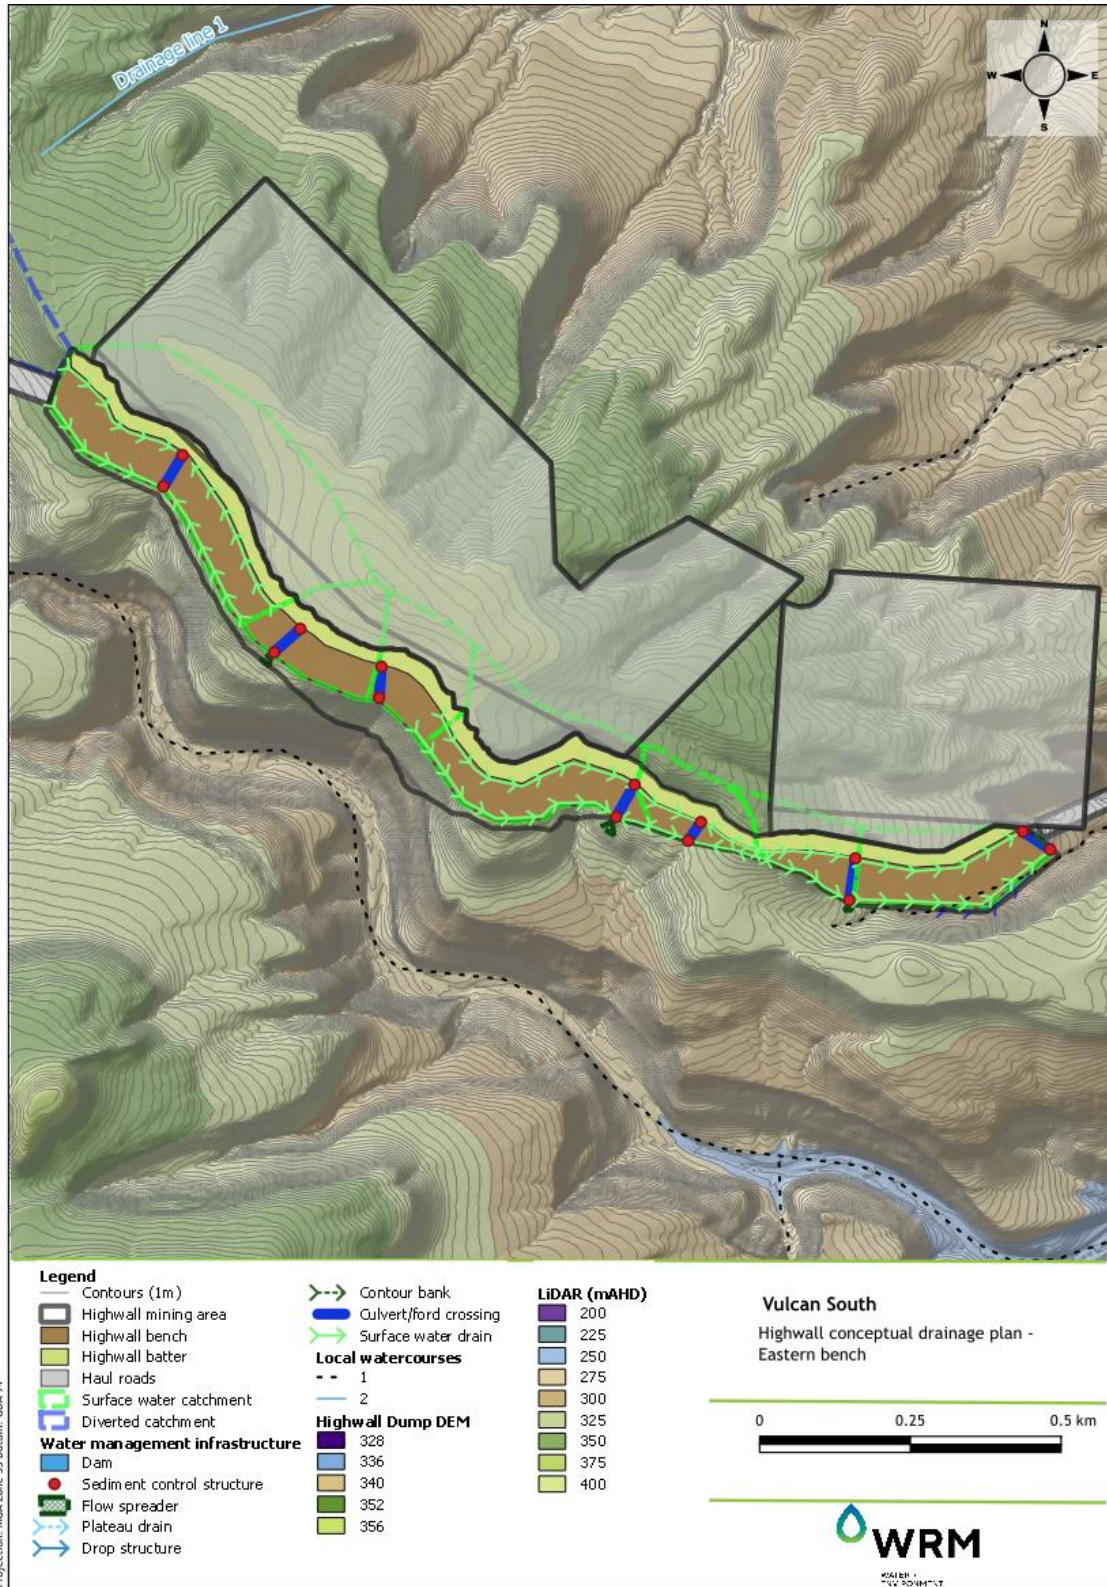 Drainage line 1
N
W
E
S
Legend
Contours (1m)
Highwall mining area
Highwall bench
Highwall batter
Haul roads
Surface water catchment
Diverted catchment
Water management infrastructure
Dam
Sediment control structure
Flow spreader
Plateau drain
Drop structure
Contour bank
Culvert/ford crossing
Surface water drain
Local watercourses
1
2
Highwall Dump DEM
328
336
340
352
356
LiDAR (mAHD)
200
225
250
275
300
325
350
375
400
Vulcan South
Highwall conceptual drainage plan -
Eastern bench
0 0.25 0.5 km
WRM
WATER +
ENVIRONMENT